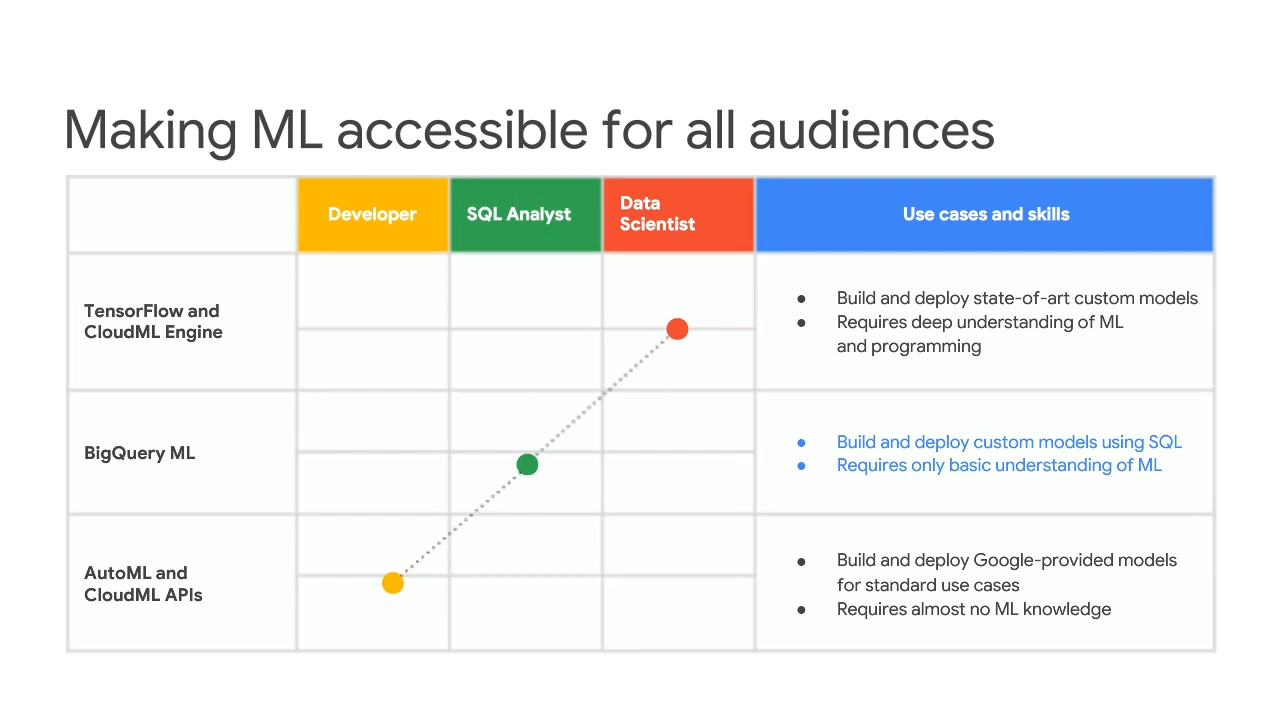 Making ML accessible for all audiences
Developer
SQL Analyst
Data
Scientist
Use cases and skills
TensorFlow and
CloudML Engine
● Build and deploy state-of-art custom models
● Requires deep understanding of ML
and programming
BigQuery ML
● Build and deploy custom models using SQL
● Requires only basic understanding of ML
AutoML and
CloudML APIs
● Build and deploy Google-provided models
for standard use cases
● Requires almost no ML knowledge